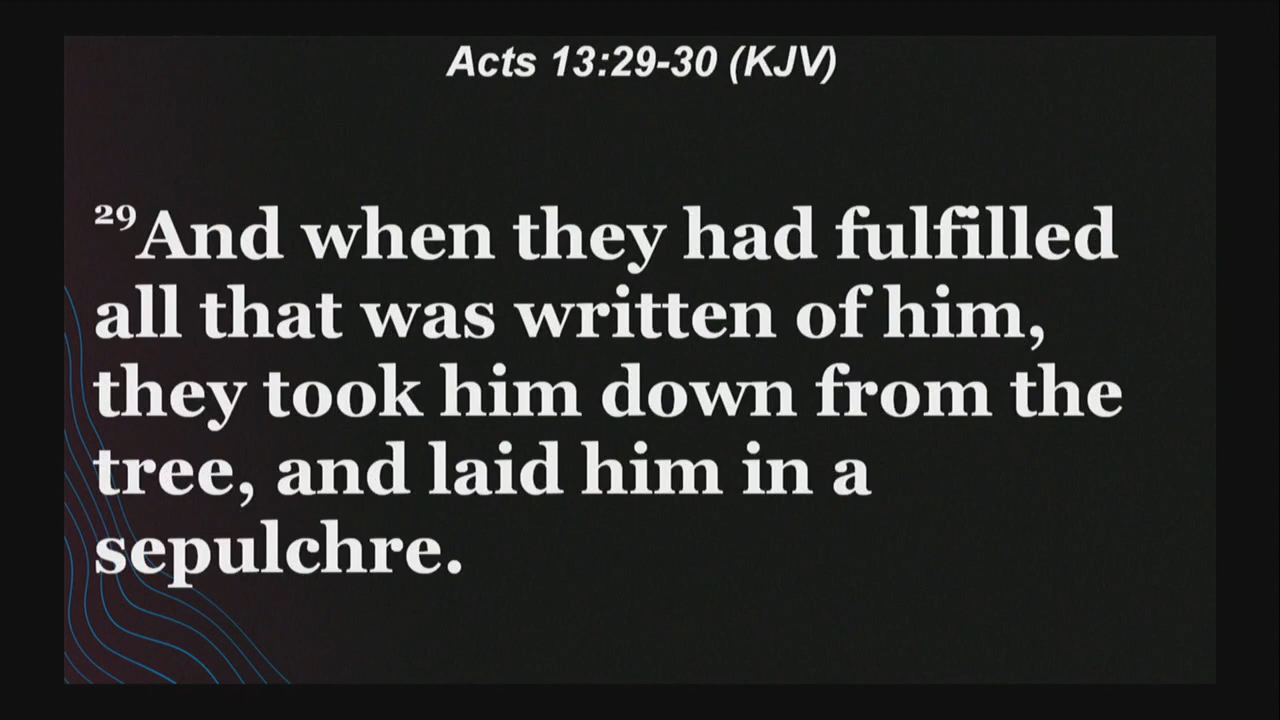 Acts 13:29-30 (KJV)
29And when they had fulfilled
all that was written of him,
they took him down from the
tree, and laid him in a
sepulchre.